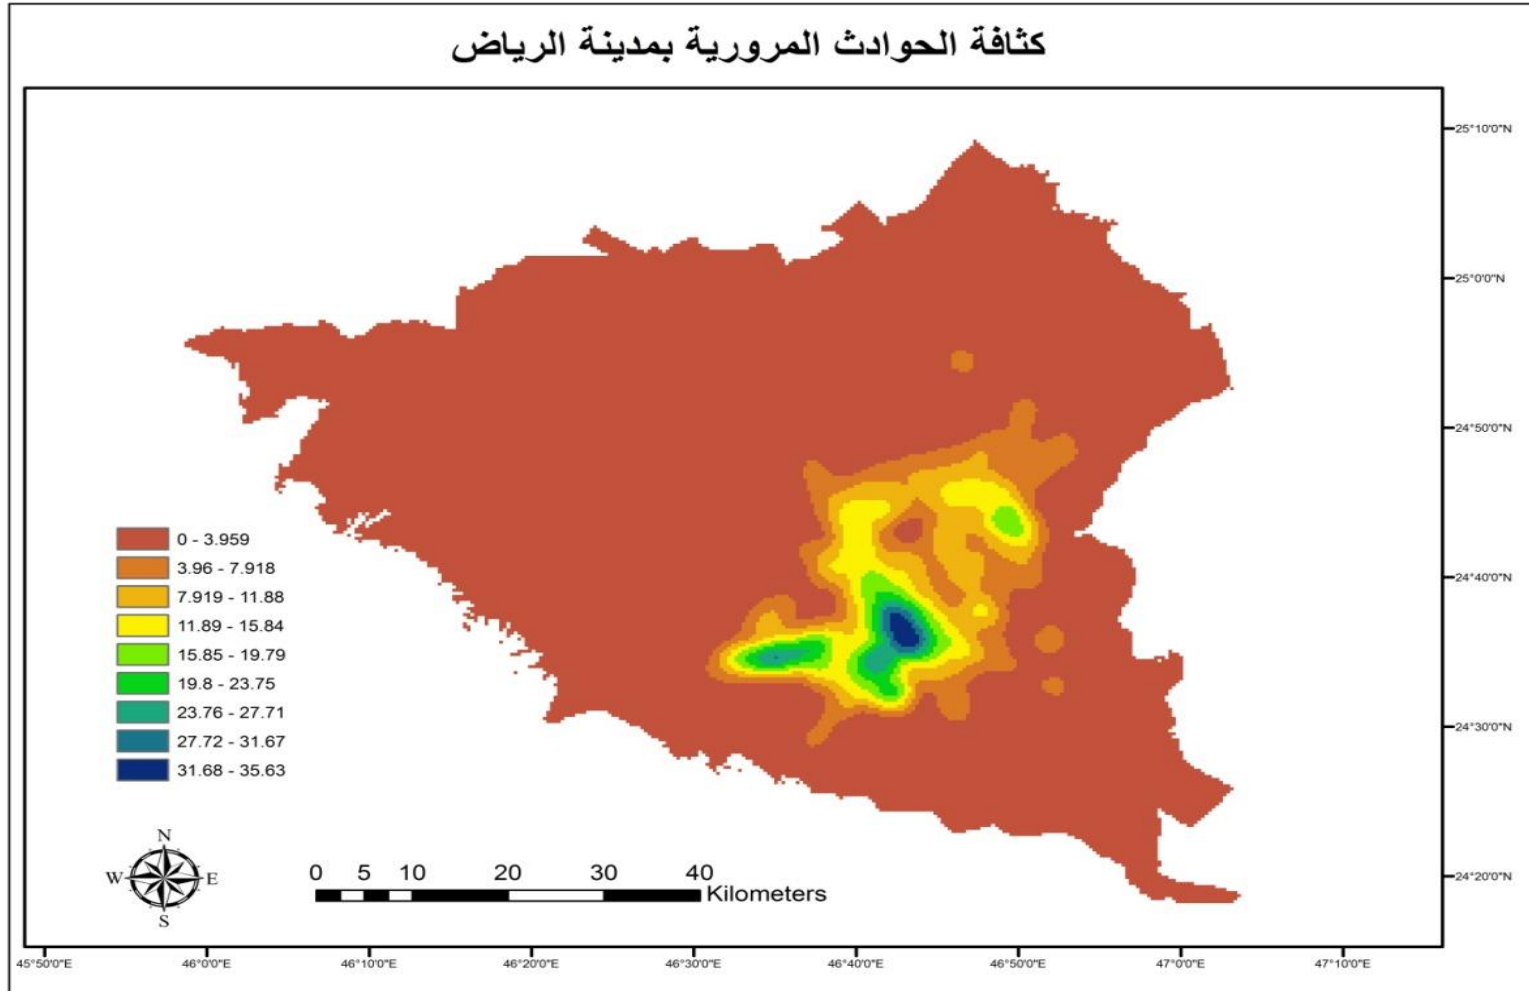 كثافة الحوادث المرورية بمدينة الرياض
25°10'0"N
25°0'0"N
24°50'0"N
24°40'0"N
24°30'0"N
24°20'0"N
0 - 3.959
3.96 - 7.918
7.919 - 11.88
11.89 - 15.84
15.85 - 19.79
19.8 - 23.75
23.76 - 27.71
27.72 - 31.67
31.68 - 35.63
N
W E
S
0 5 10 20 30 40
Kilometers
45°50'0"E 46°0'0"E 46°10'0"E 46°20'0"E 46°30'0"E 46°40'0"E 46°50'0"E 47°0'0"E 47°10'0"E